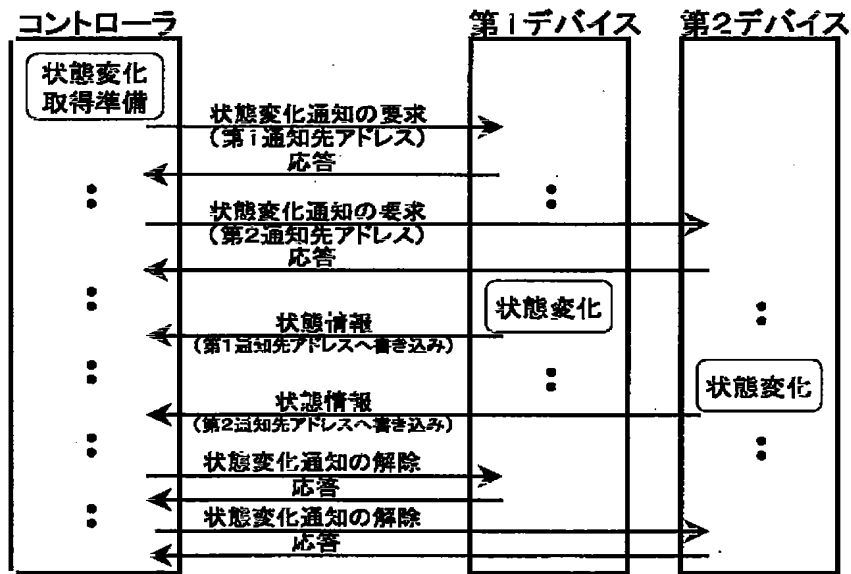 コントローラ
第1デバイス
第2デバイス
状態変化
取得準備
状態変化通知の要求
(第1通知先アドレス)
応答
状態変化通知の要求
(第2通知先アドレス)
応答
状態変化
状態情報
(第1通知先アドレスへ書き込み)
状態変化
状態情報
(第2通知先アドレスへ書き込み)
状態変化通知の解除
応答
状態変化通知の解除
応答